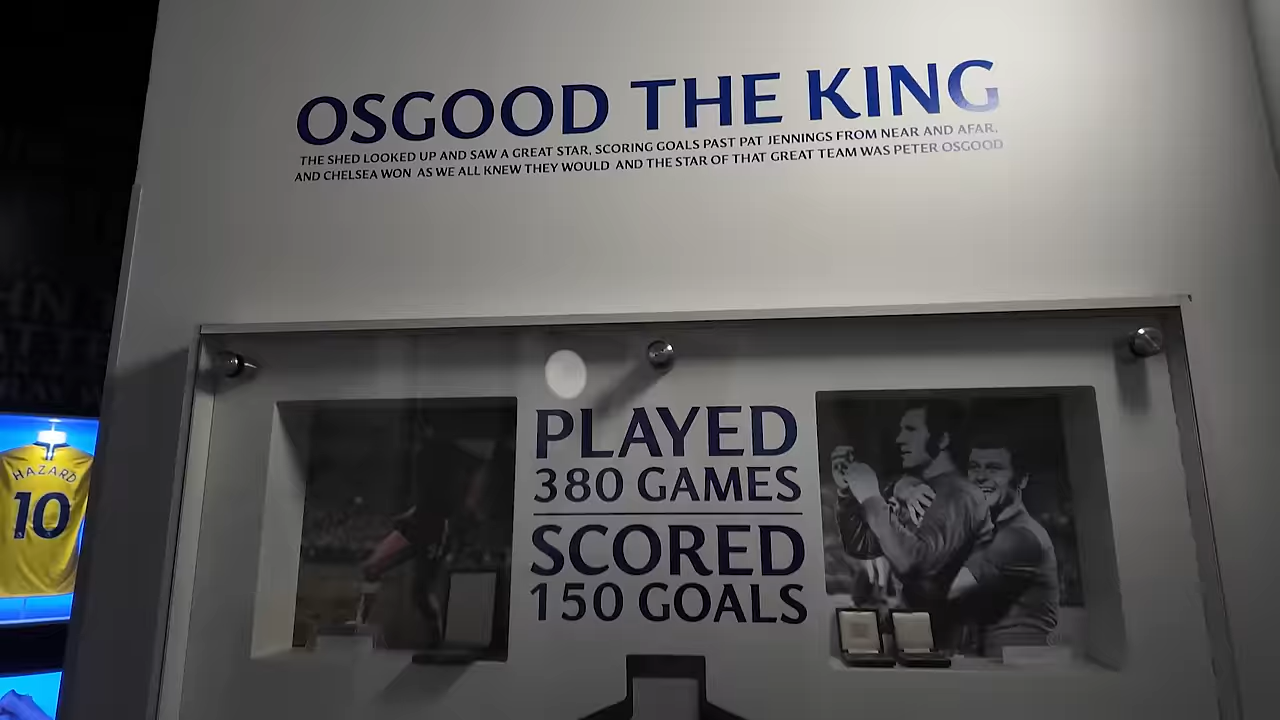 OSGOOD THE KING
THE SHED LOOKED UP AND SAW A GREAT STAR, SCORING GOALS PAST PAT JENNINGS FROM NEAR AND AFAR,
AND CHELSEA WON AS WE ALL KNEW THEY WOULD AND THE STAR OF THAT GREAT TEAM WAS PETER OSGOOD
PLAYED
380 GAMES
SCORED
150 GOALS
HAZARD
10